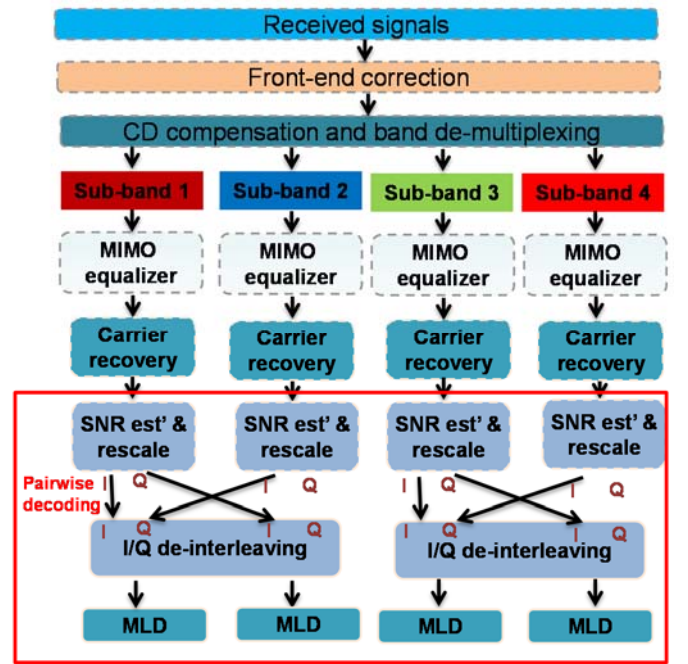 Received signals
Front-end correction
CD compensation and band de-multiplexing
Sub-band 1 Sub-band 2 Sub-band 3 Sub-band 4
MIMO equalizer
MIMO equalizer
MIMO equalizer
MIMO equalizer
Carrier recovery
Carrier recovery
Carrier recovery
Carrier recovery
SNR est' & rescale
SNR est' & rescale
SNR est' & rescale
SNR est' & rescale
Pairwise decoding
I Q I Q I Q I Q
I Q I Q I Q I Q
I/Q de-interleaving I/Q de-interleaving
MLD MLD MLD MLD